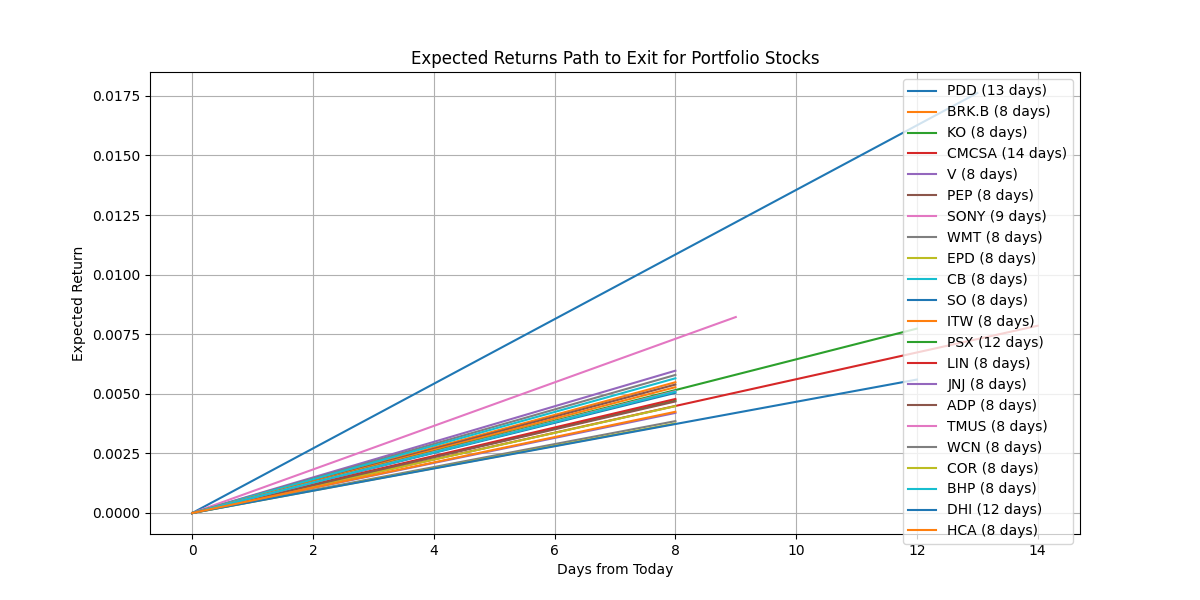 Expected Returns Path to Exit for Portfolio Stocks
Expected Return
0.0175
0.0150
0.0125
0.0100
0.0075
0.0050
0.0025
0.0000
PDD (13 days)
BRK.B (8 days)
KO (8 days)
CMCSA (14 days)
V (8 days)
PEP (8 days)
SONY (9 days)
WMT (8 days)
EPD (8 days)
CB (8 days)
SO (8 days)
ITW (8 days)
PSX (12 days)
LIN (8 days)
JNJ (8 days)
ADP (8 days)
TMUS (8 days)
WCN (8 days)
COR (8 days)
BHP (8 days)
DHI (12 days)
HCA (8 days)
0 2 4 6 8 10 12 14
Days from Today